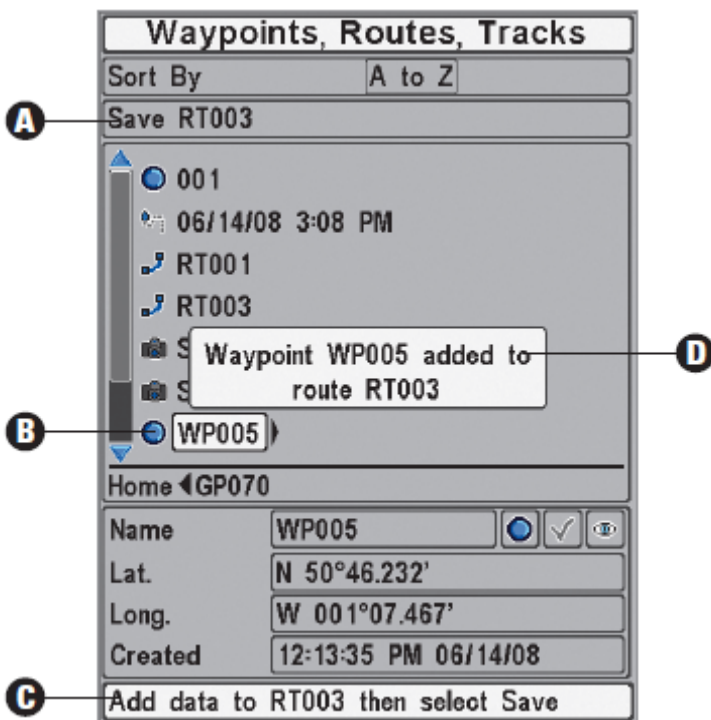 Waypoints, Routes, Tracks
Sort By A to Z
A Save RT003
001
06/14/08 3:08 PM
RT001
RT003
S
Waypoint WP005 added to D
route RT003
S
B WP005
Home GP070
Name WP005
Lat. N 50°46.232'
Long. W 001°07.467'
Created 12:13:35 PM 06/14/08
C Add data to RT003 then select Save